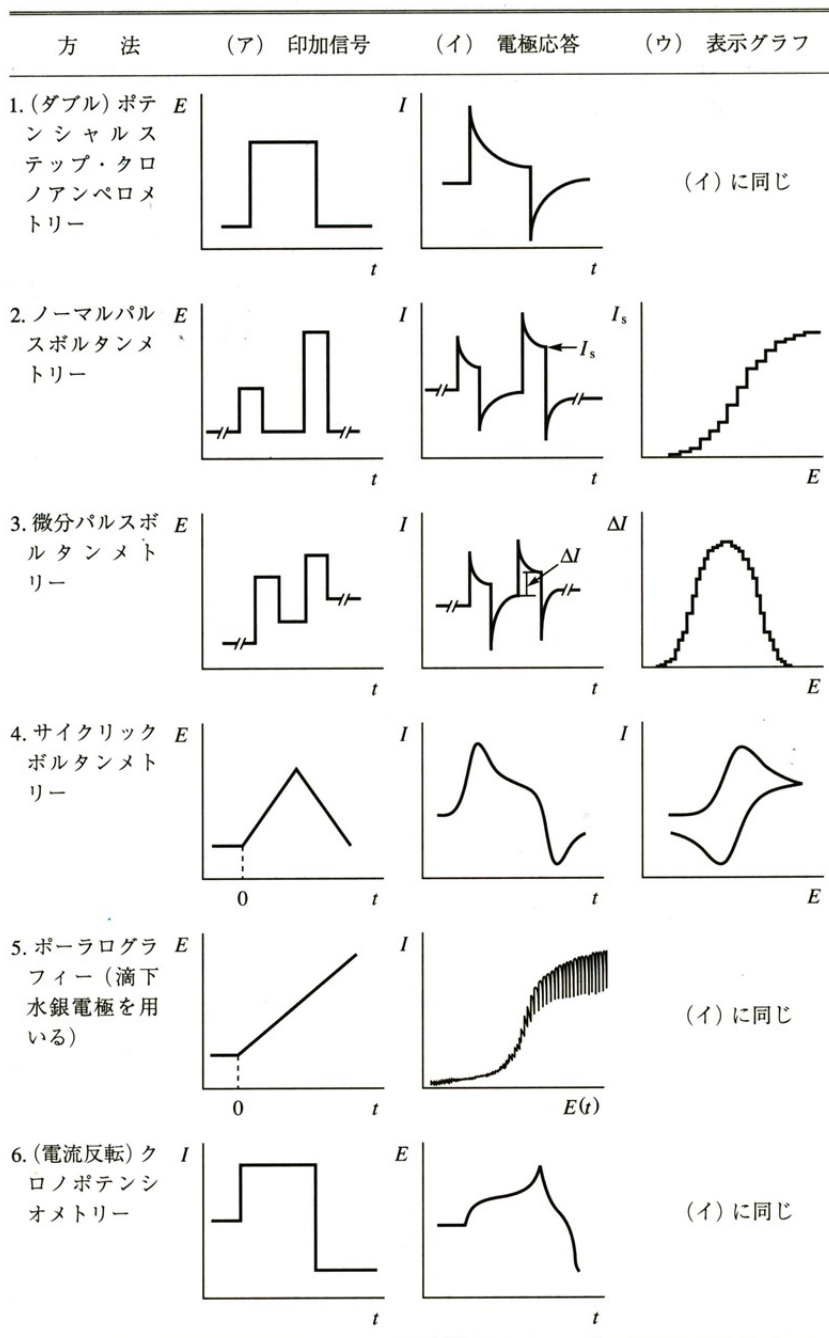 方 法 (ア) 印加信号 (イ) 電極応答 (ウ) 表示グラフ
1. (ダブル) ポテ
ンシャルス
テップ・クロ
ノアンペロメ
トリー
E
t
I
t
(イ) に同じ
2. ノーマルパル
スボルタンメ
トリー
E
t
I
Is
t
Is
E
3. 微分パルスボ
ルタンメト
リー
E
t
I
ΔI
t
ΔI
E
4. サイクリック
ボルタンメト
リー
E
0
t
I
t
I
E
5. ポーラログラ
フィー (滴下
水銀電極を用
いる)
E
0
t
I
E(t)
(イ) に同じ
6. (電流反転) ク
ロノポテンシ
オメトリー
I
t
E
t
(イ) に同じ